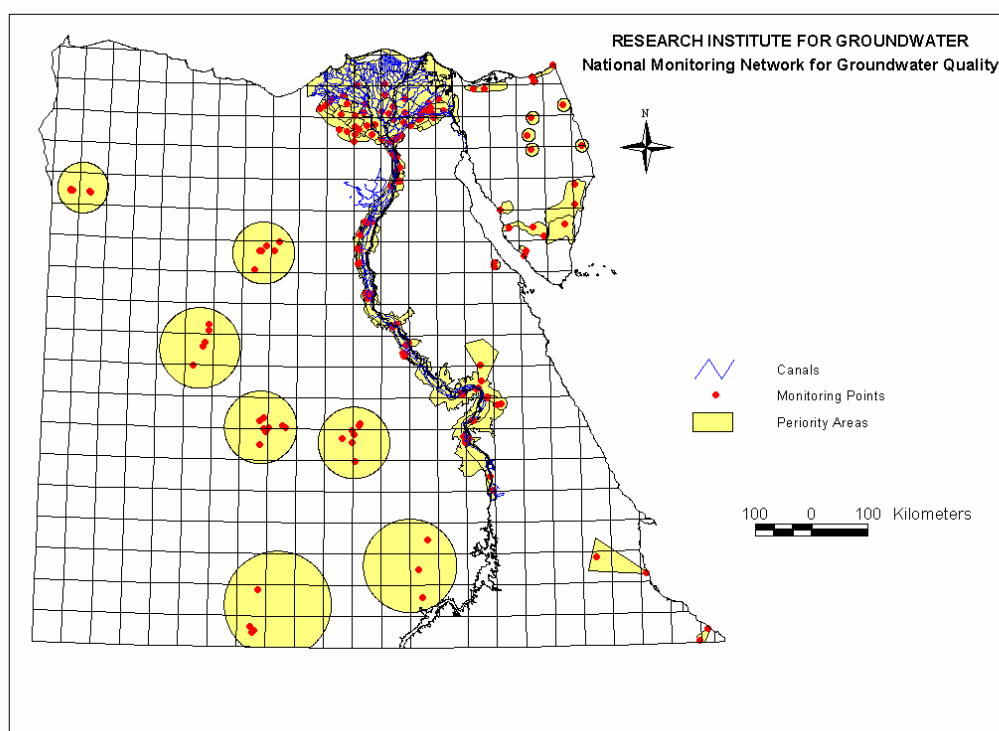 RESEARCH INSTITUTE FOR GROUNDWATER
National Monitoring Network for Groundwater Quality
N
Canals
Monitoring Points
Periority Areas
100 0 100 Kilometers